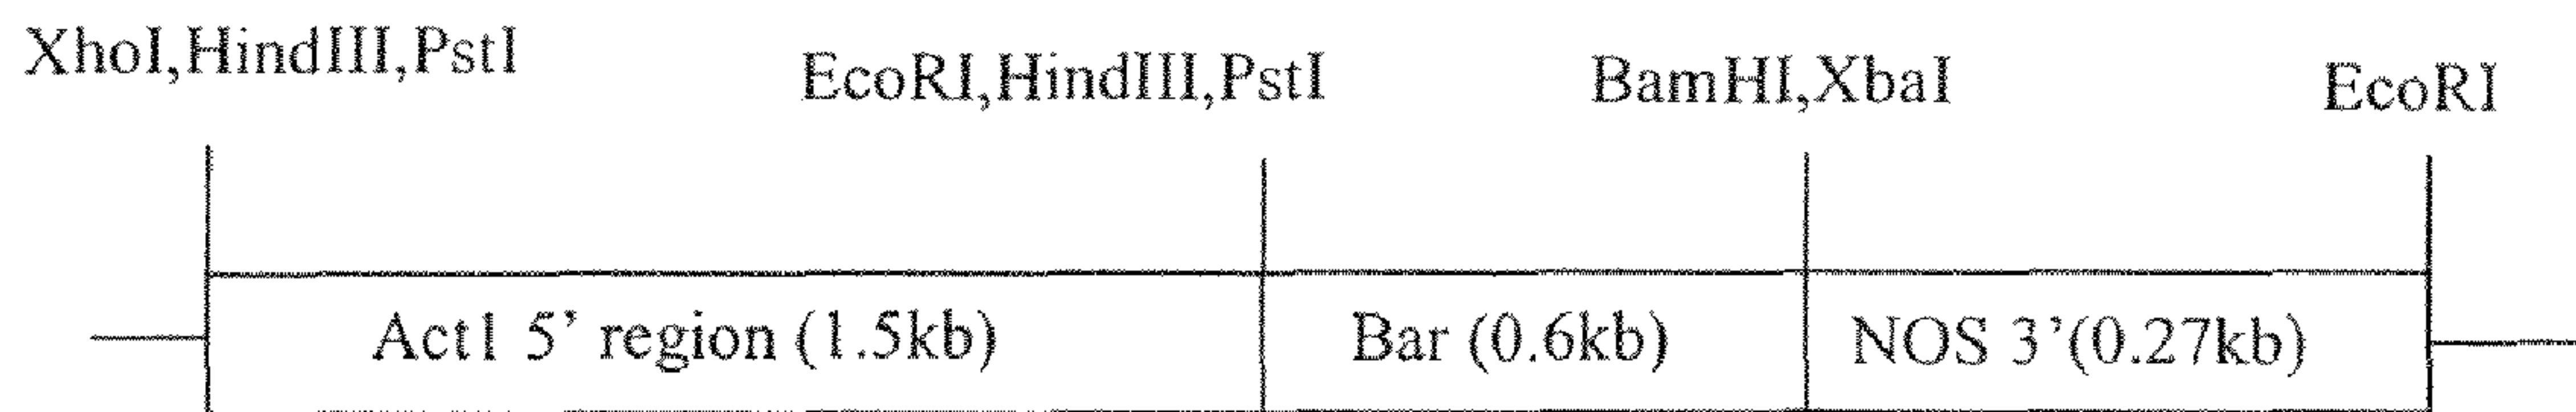 XhoI,HindIII,PstI EcoRI,HindIII,PstI BamHI,XbaI EcoRI
Act1 5’ region (1.5kb) Bar (0.6kb) NOS 3’(0.27kb)